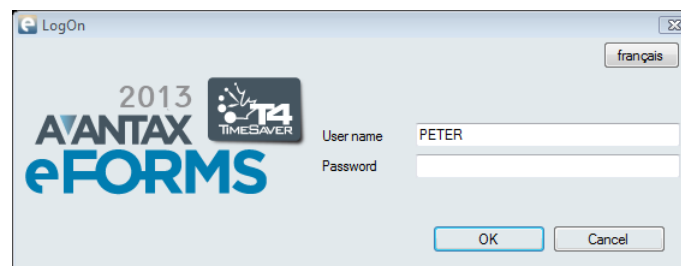 LogOn
français
2013
AVANTAX
eFORMS
T4
TIMESAVER
User name
PETER
Password
OK
Cancel